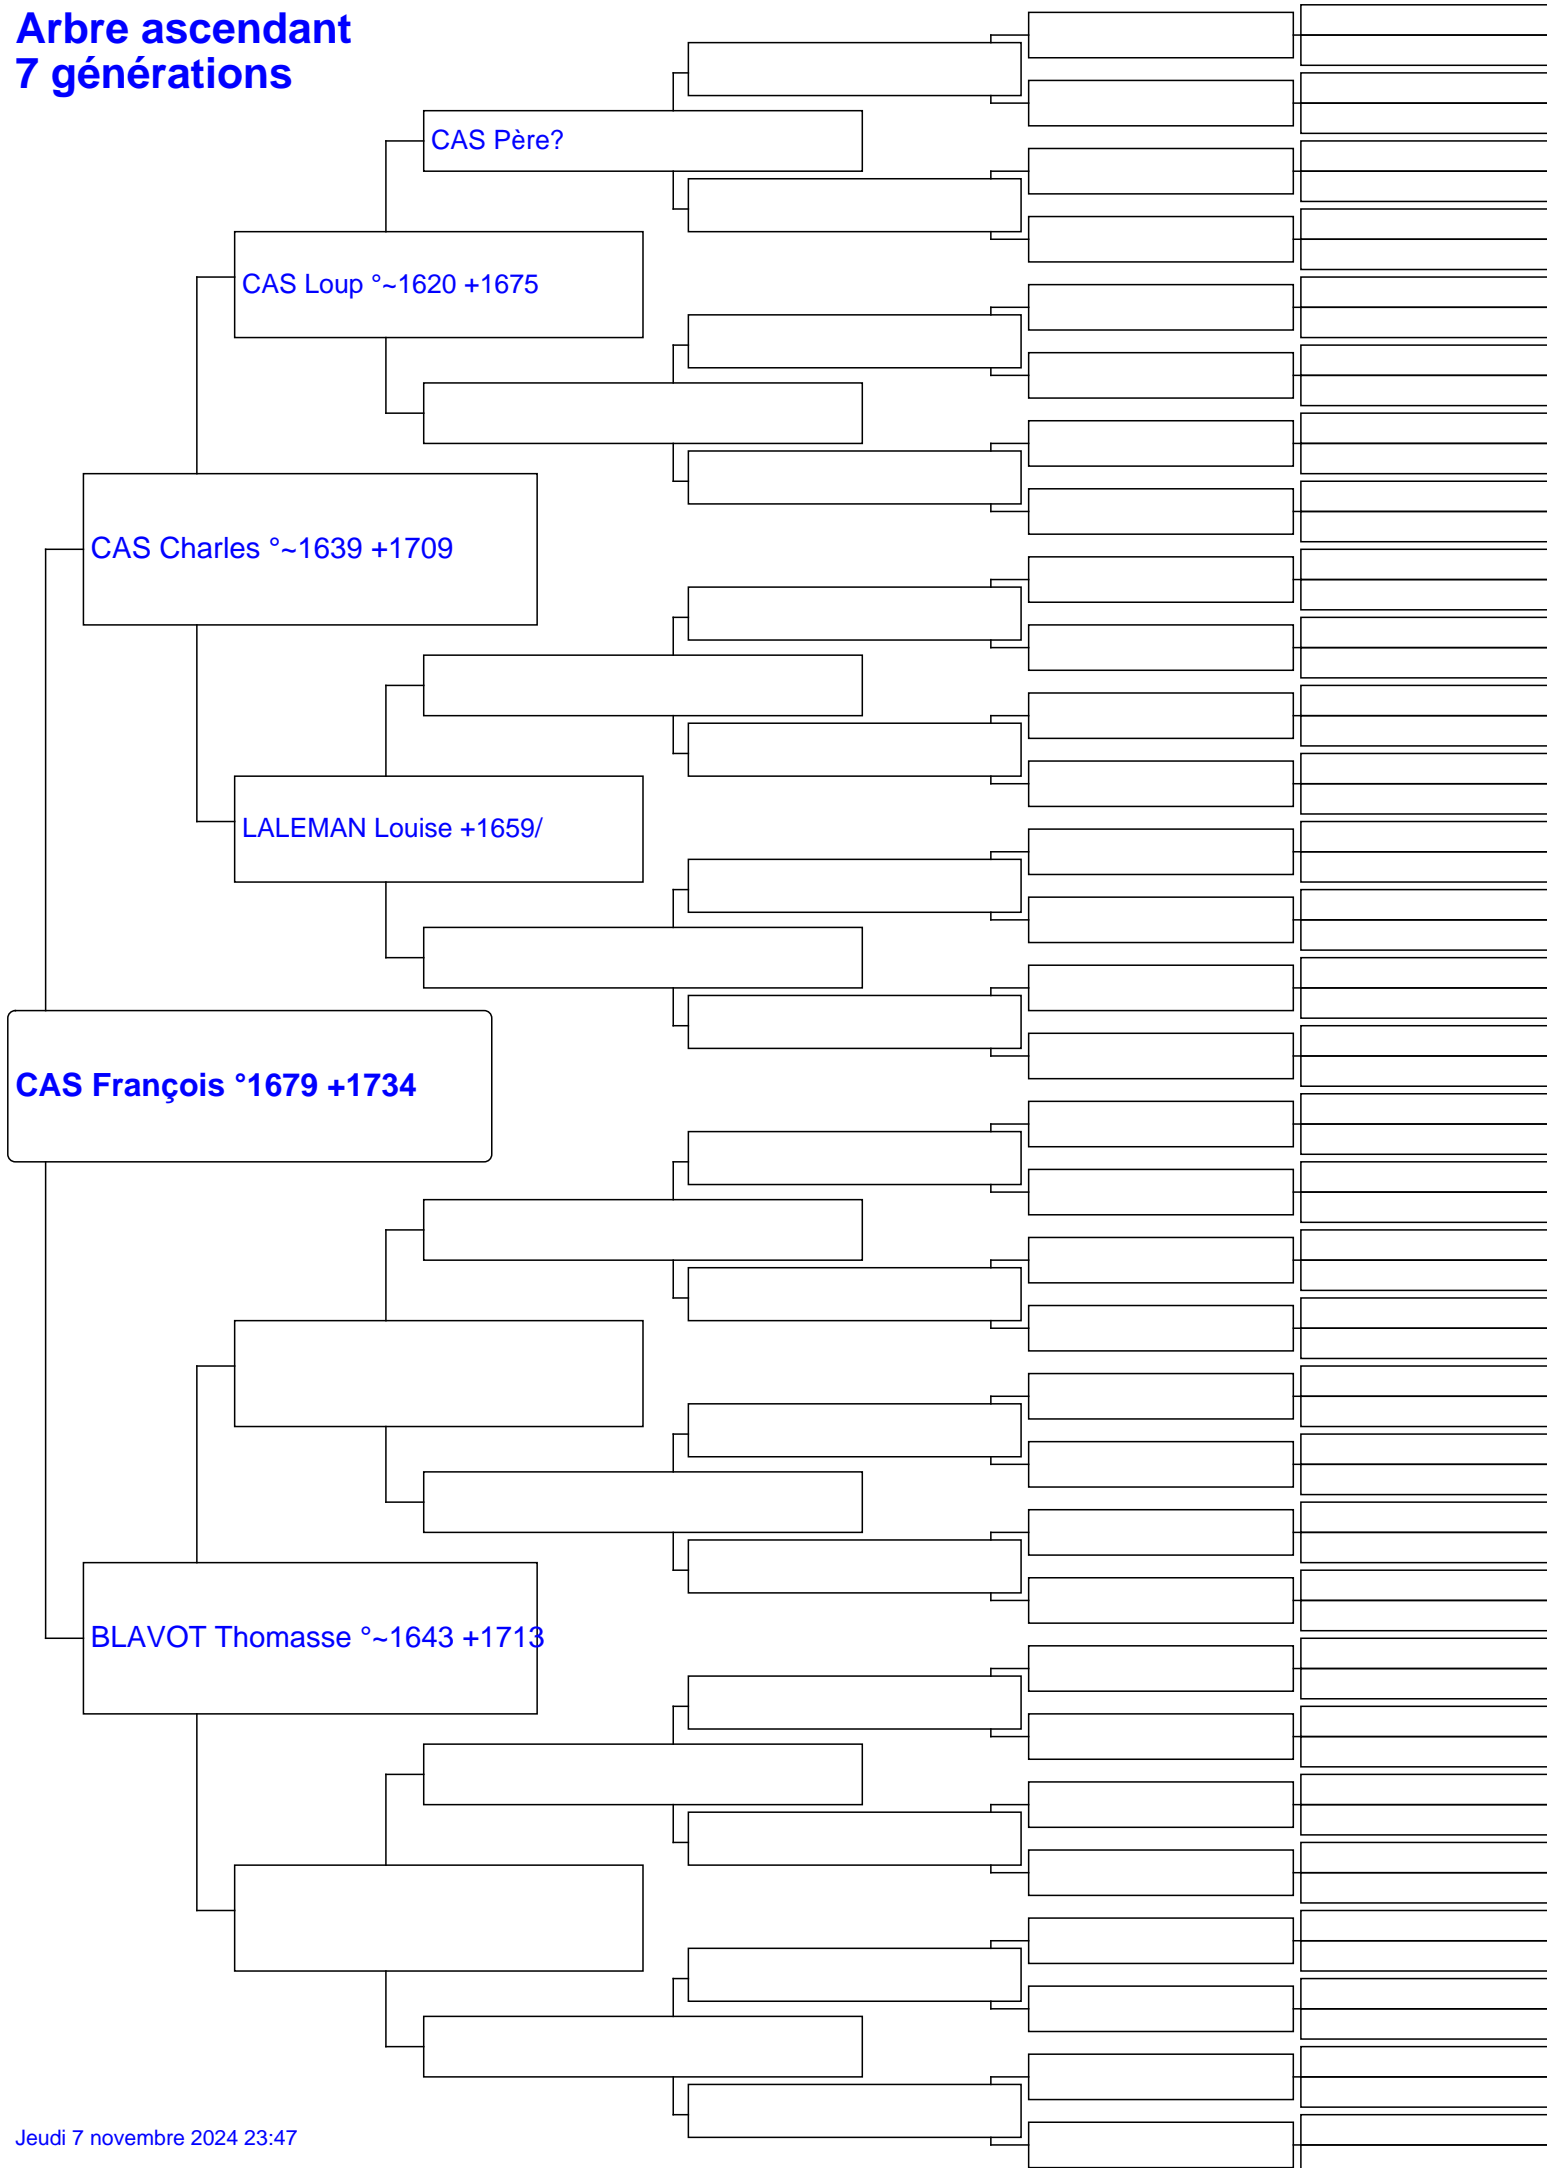 Arbre ascendant
7 générations
CAS Père?
CAS Loup °~1620 +1675
CAS Charles °~1639 +1709
LALEMAN Louise +1659/
CAS François °1679 +1734
BLAVOT Thomasse °~1643 +1713
Jeudi 7 novembre 2024 23:47